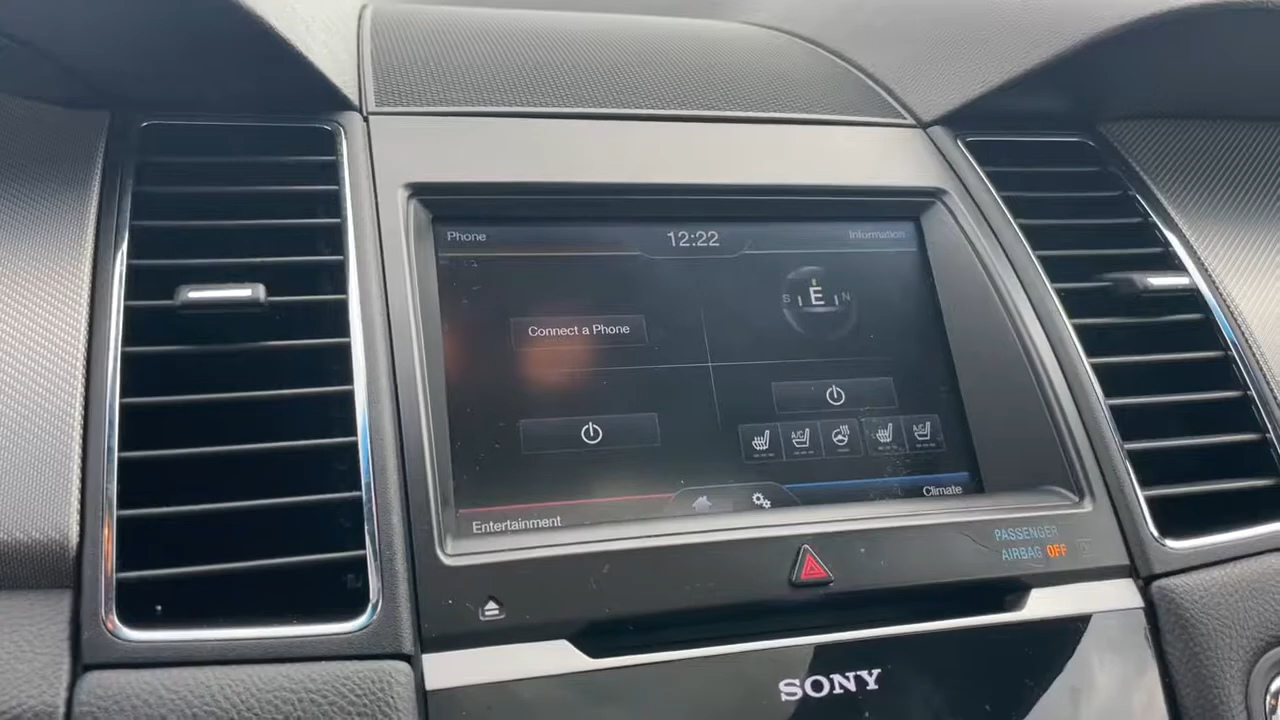 Phone
12:22
Information
S E N
Connect a Phone
A/C
A/C
Entertainment
Climate
PASSENGER
AIRBAG OFF
SONY